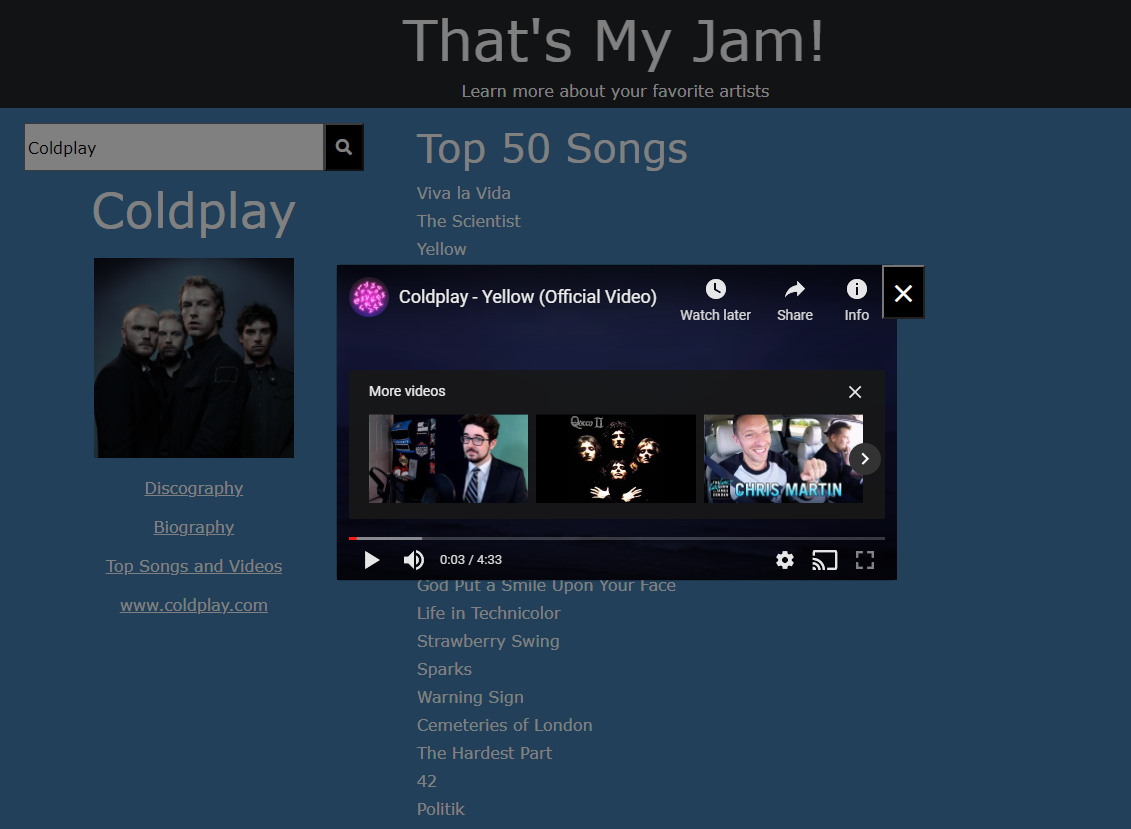 That's My Jam!
Learn more about your favorite artists
Coldplay
Coldplay
Discography
Biography
Top Songs and Videos
www.coldplay.com
Top 50 Songs
Viva la Vida
The Scientist
Yellow
Coldplay - Yellow (Official Video)
Watch later
Share
Info
More videos
QUEEN II
CHRIS MARTIN
0:03 / 4:33
God Put a Smile Upon Your Face
Life in Technicolor
Strawberry Swing
Sparks
Warning Sign
Cemeteries of London
The Hardest Part
42
Politik